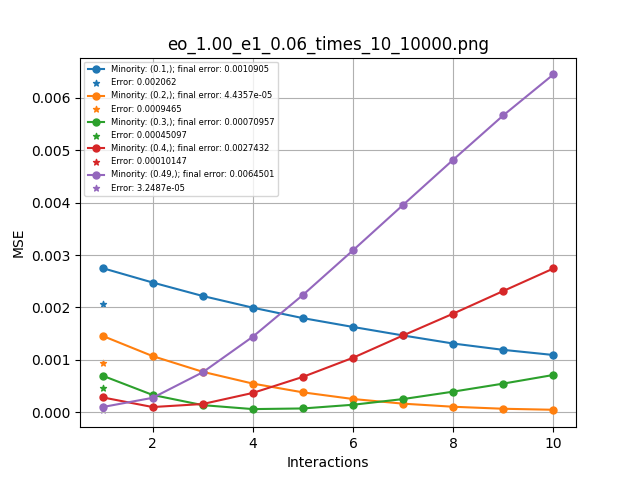 eo_1.00_e1_0.06_times_10_10000.png
Minority: (0.1,); final error: 0.0010905
Error: 0.002062
Minority: (0.2,); final error: 4.4357e-05
Error: 0.0009465
Minority: (0.3,); final error: 0.00070957
Error: 0.00045097
Minority: (0.4,); final error: 0.0027432
Error: 0.00010147
Minority: (0.49,); final error: 0.0064501
Error: 3.2487e-05
0.006
0.005
0.004
0.003
0.002
0.001
0.000
MSE
2 4 6 8 10
Interactions